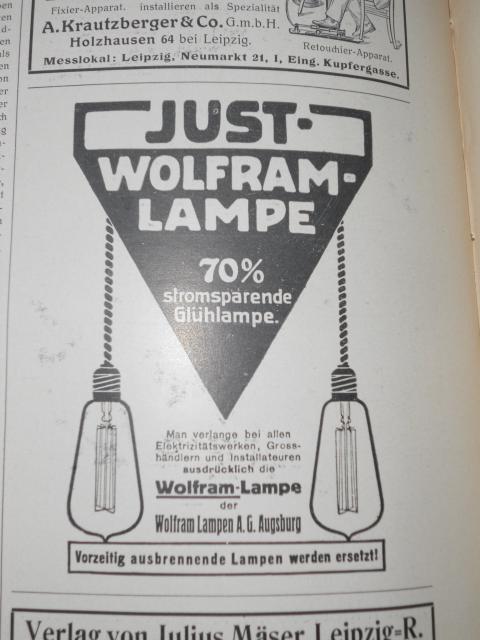 Fixier-Apparat. installieren als Spezialität
A. Krautzberger & Co. G.m.b.H.
Holzhausen 64 bei Leipzig.
Retouchier-Apparat.
Messlokal: Leipzig, Neumarkt 21, I, Eing. Kupfergasse.
JUST-
WOLFRAM-
LAMPE
70%
stromsparende
Glühlampe.
Man verlange bei allen
Elektrizitätswerken, Gross-
händlern und Installateuren
ausdrücklich die
Wolfram-Lampe
der
Wolfram Lampen A.G. Augsburg
Vorzeitig ausbrennende Lampen werden ersetzt!
Verlag von Julius Mäser Leipzig=R.